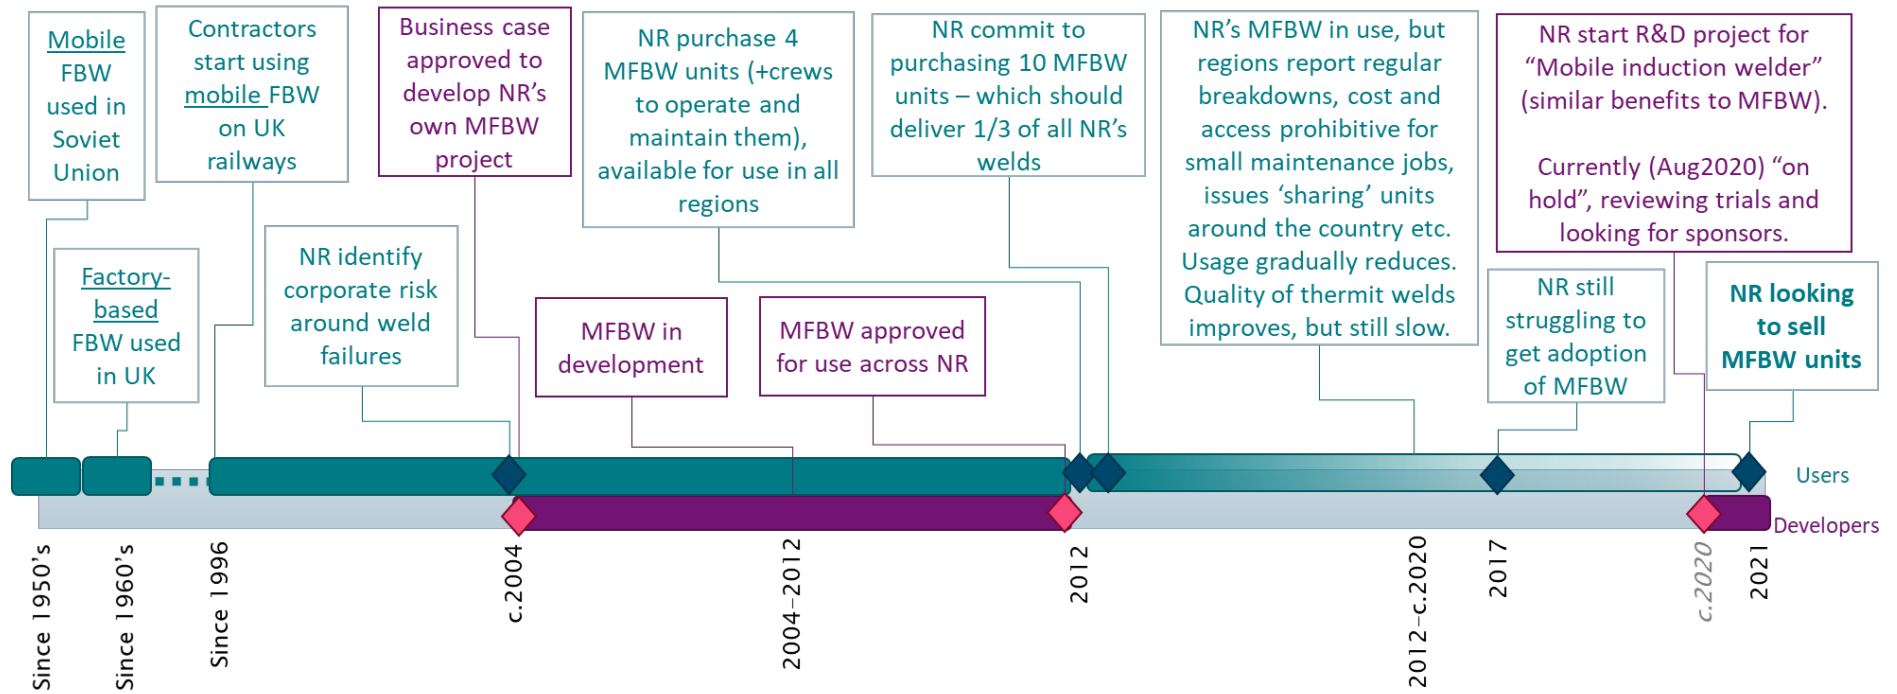 Mobile
FBW
used in
Soviet
Union
Factory-
based
FBW used
in UK
Contractors
start using
mobile FBW
on UK
railways
NR identify
corporate risk
around weld
failures
Business case
approved to
develop NR's
own MFBW
project
MFBW in
development
NR purchase 4
MFBW units (+crews
to operate and
maintain them),
available for use in all
regions
MFBW approved
for use across NR
NR commit to
purchasing 10 MFBW
units – which should
deliver 1/3 of all NR's
welds
NR's MFBW in use, but
regions report regular
breakdowns, cost and
access prohibitive for
small maintenance jobs,
issues 'sharing' units
around the country etc.
Usage gradually reduces.
Quality of thermit welds
improves, but still slow.
NR still
struggling to
get adoption
of MFBW
NR start R&D project for
“Mobile induction welder”
(similar benefits to MFBW).
Currently (Aug2020) “on
hold”, reviewing trials and
looking for sponsors.
NR looking
to sell
MFBW units
Users
Developers
Since 1950's
Since 1960's
Since 1996
c.2004
2004–2012
2012
2012–c.2020
2017
c.2020
2021